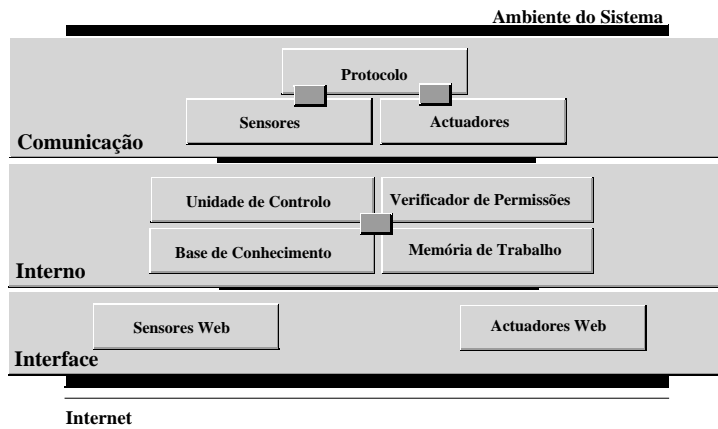 Ambiente do Sistema
Protocolo
Sensores
Actuadores
Comunicação
Unidade de Controlo
Verificador de Permissões
Base de Conhecimento
Memória de Trabalho
Interno
Sensores Web
Actuadores Web
Interface
Internet